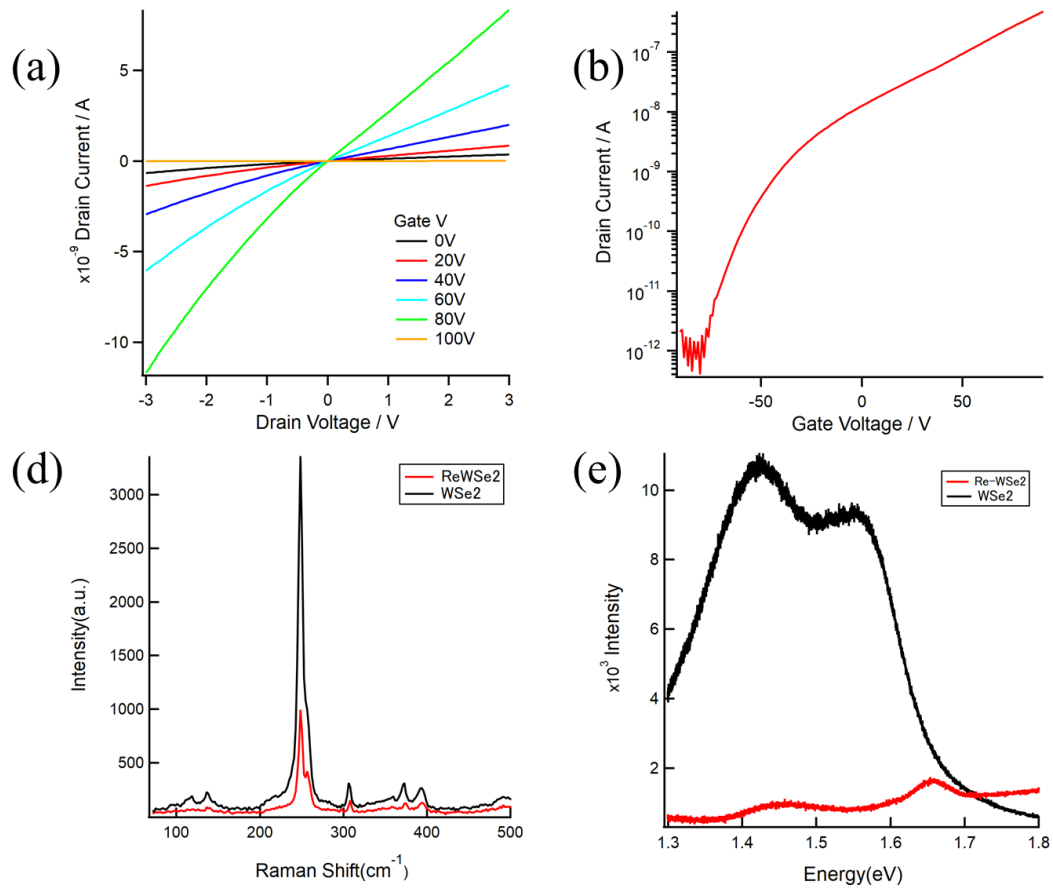 (a)
×10⁻⁹ Drain Current / A
5
0
-5
-10
-3
-2
-1
0
1
2
3
Drain Voltage / V
Gate V
0V
20V
40V
60V
80V
100V
(b)
Drain Current / A
10⁻⁷
10⁻⁸
10⁻⁹
10⁻¹⁰
10⁻¹¹
10⁻¹²
-50
0
50
Gate Voltage / V
(d)
Intensity(a.u.)
3000
2500
2000
1500
1000
500
100
200
300
400
500
Raman Shift(cm⁻¹)
ReWSe2
WSe2
(e)
×10³ Intensity
10
8
6
4
2
1.3
1.4
1.5
1.6
1.7
1.8
Energy(eV)
Re-WSe2
WSe2